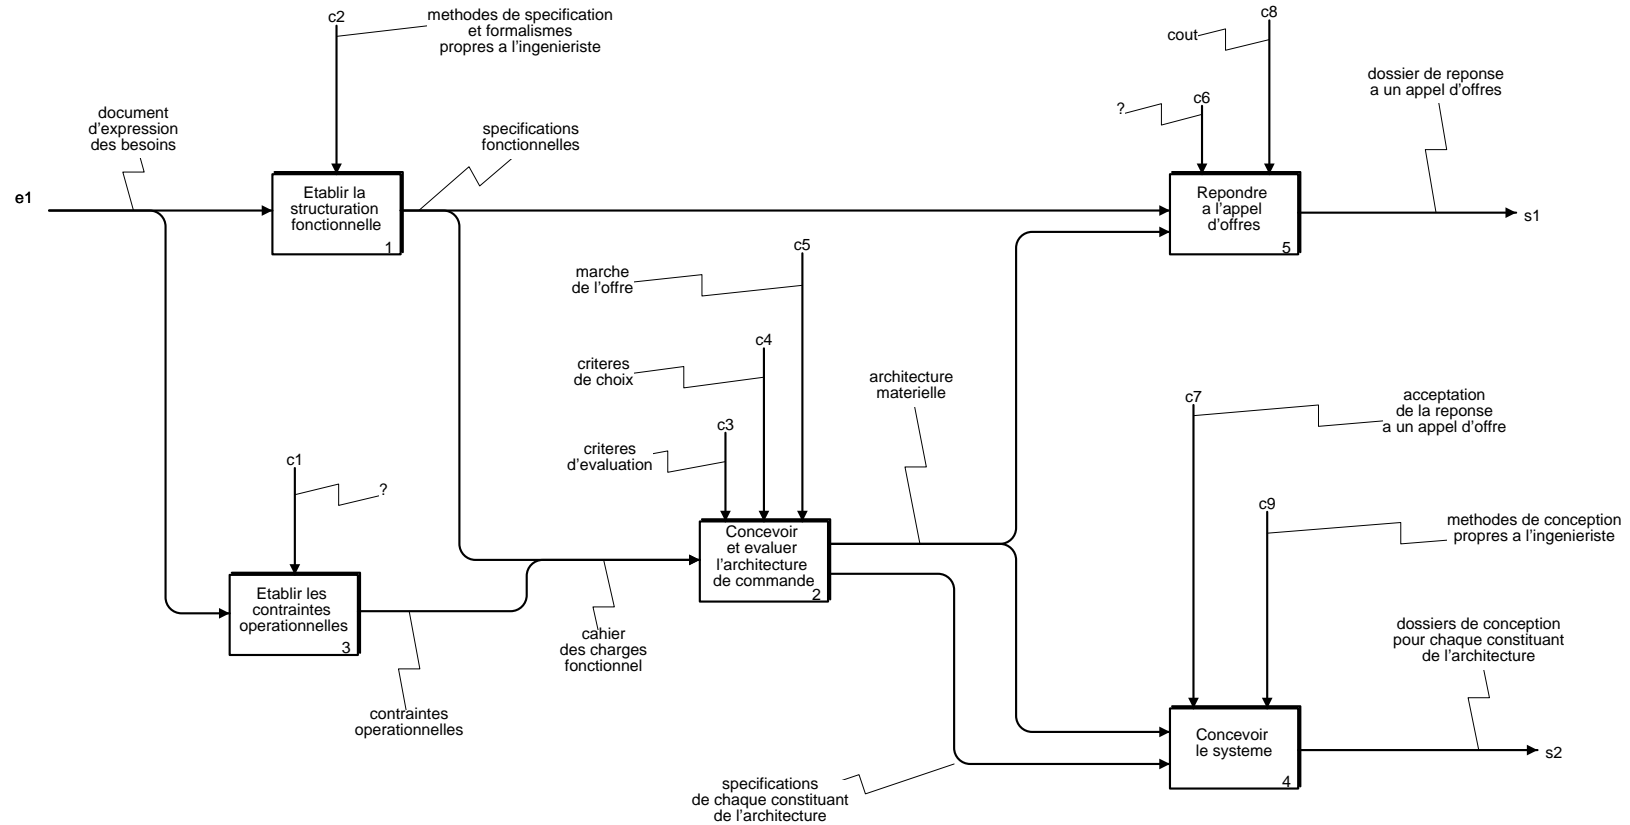 c2
methodes de specification
et formalismes
propres a l'ingenieriste
c8
cout
dossier de reponse
a un appel d'offres
?
c6
document
d'expression
des besoins
specifications
fonctionnelles
e1
Etablir la
structuration
fonctionnelle
1
Repondre
a l'appel
d'offres
5
s1
c5
marche
de l'offre
c4
criteres
de choix
architecture
materielle
c3
criteres
d'evaluation
c7
acceptation
de la reponse
a un appel d'offre
c1
?
c9
methodes de conception
propres a l'ingenieriste
Concevoir
et evaluer
l'architecture
de commande
2
Etablir les
contraintes
operationnelles
3
cahier
des charges
fonctionnel
dossiers de conception
pour chaque constituant
de l'architecture
contraintes
operationnelles
Concevoir
le systeme
4
s2
specifications
de chaque constituant
de l'architecture